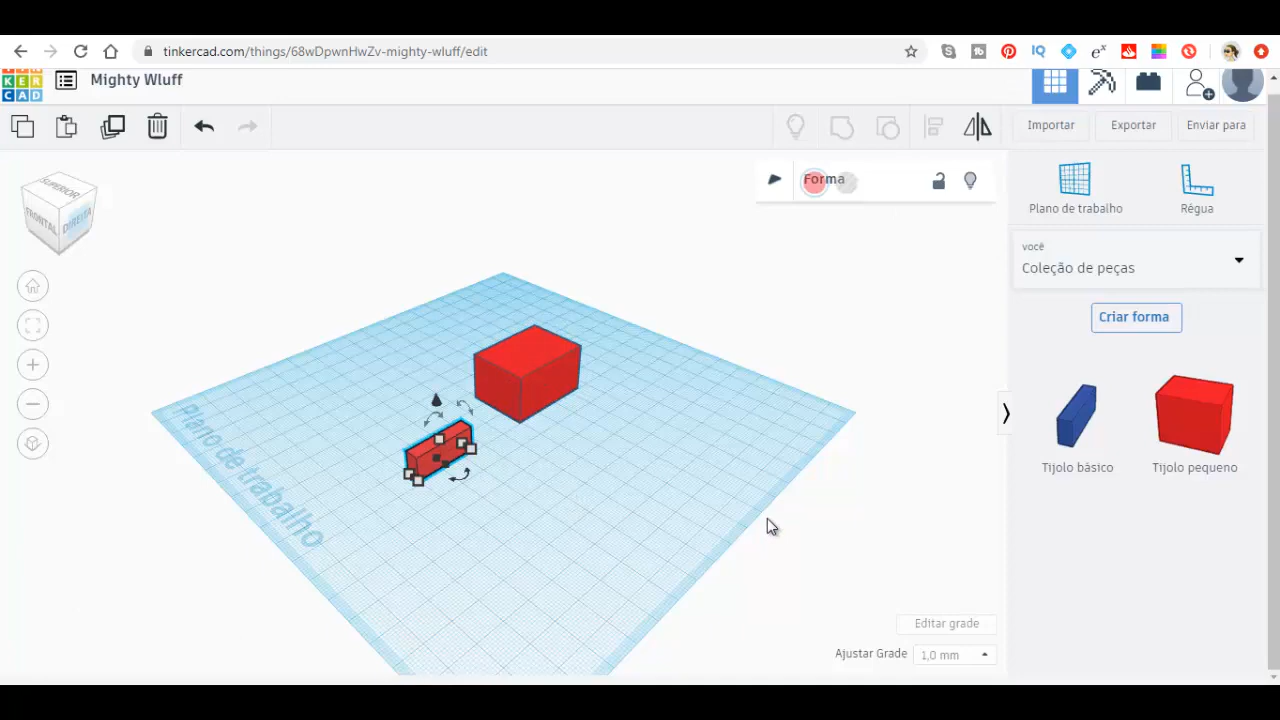 tinkercad.com/things/68wDpwnHwZv-mighty-wluff/edit
IQ
eˣ
KER
CAD
Mighty Wluff
Importar
Exportar
Enviar para
SUPERIOR
FRONTAL
DIREITA
Forma
Plano de trabalho
Régua
você
Coleção de peças
Criar forma
Tijolo básico
Tijolo pequeno
Plano de trabalho
Editar grade
Ajustar Grade
1,0 mm